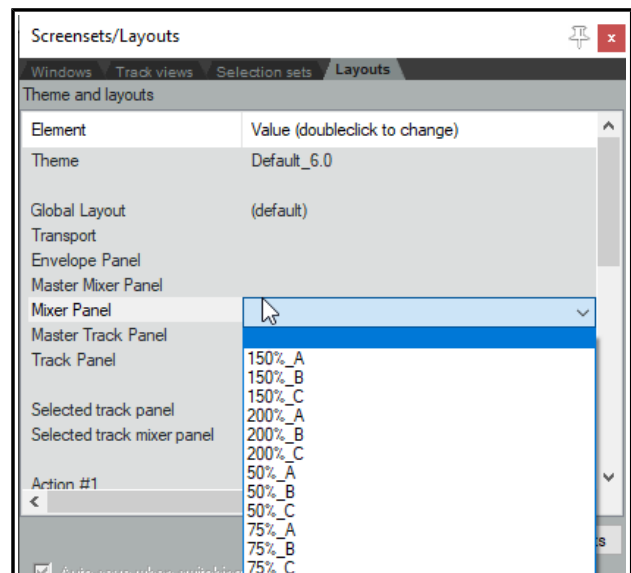 Screensets/Layouts
x
Windows Track views Selection sets Layouts
Theme and layouts
Element Value (doubleclick to change)
Theme Default_6.0
Global Layout (default)
Transport
Envelope Panel
Master Mixer Panel
Mixer Panel
Master Track Panel
Track Panel
150%_A
150%_B
150%_C
Selected track panel
200%_A
Selected track mixer panel
200%_B
200%_C
50%_A
Action #1
50%_B
50%_C
75%_A
75%_B
s
75%_C